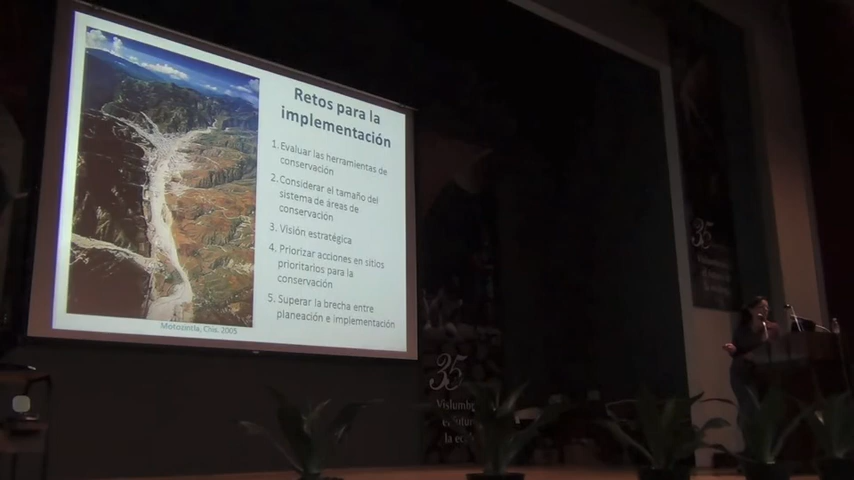 Retos para la
implementación
1. Evaluar las herramientas de
conservación
2. Considerar el tamaño del
sistema de áreas de
conservación
3. Visión estratégica
4. Priorizar acciones en sitios
prioritarios para la
conservación
5. Superar la brecha entre
planeación e implementación
Motozintla, Chis. 2005
35
35